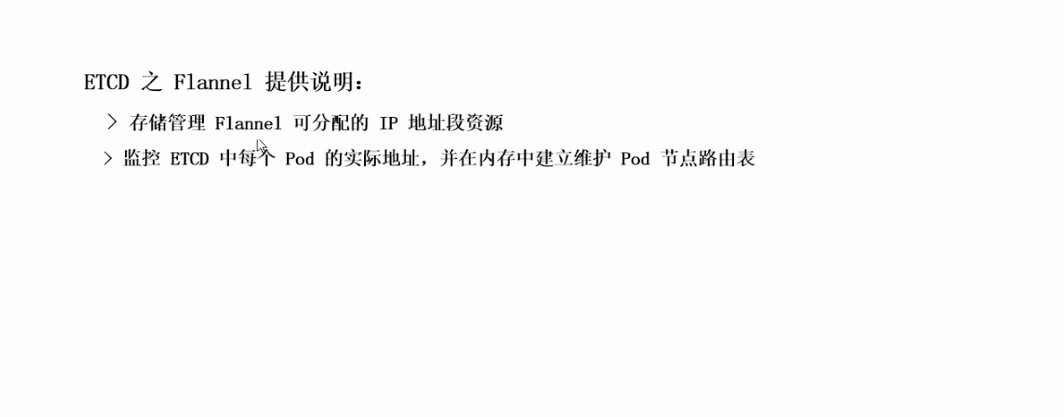 ETCD 之 Flannel 提供说明：
> 存储管理 Flannel 可分配的 IP 地址段资源
> 监控 ETCD 中每个 Pod 的实际地址，并在内存中建立维护 Pod 节点路由表